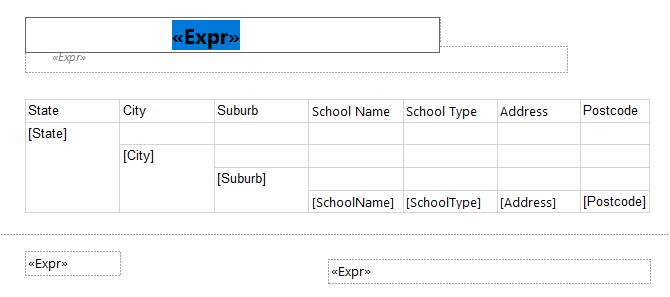 «Expr»
«Expr»
State City Suburb School Name School Type Address Postcode
[State]
[City]
[Suburb]
[SchoolName] [SchoolType] [Address] [Postcode]
«Expr»
«Expr»